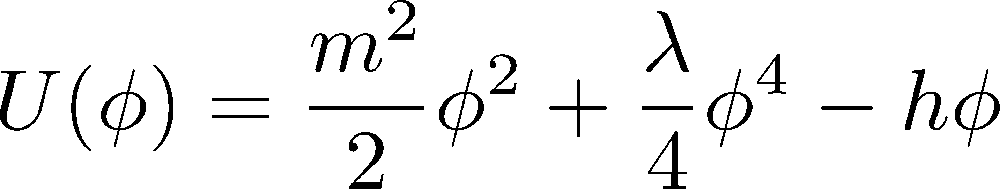 U(ϕ) = m²/2 ϕ² + λ/4 ϕ⁴ − hϕ